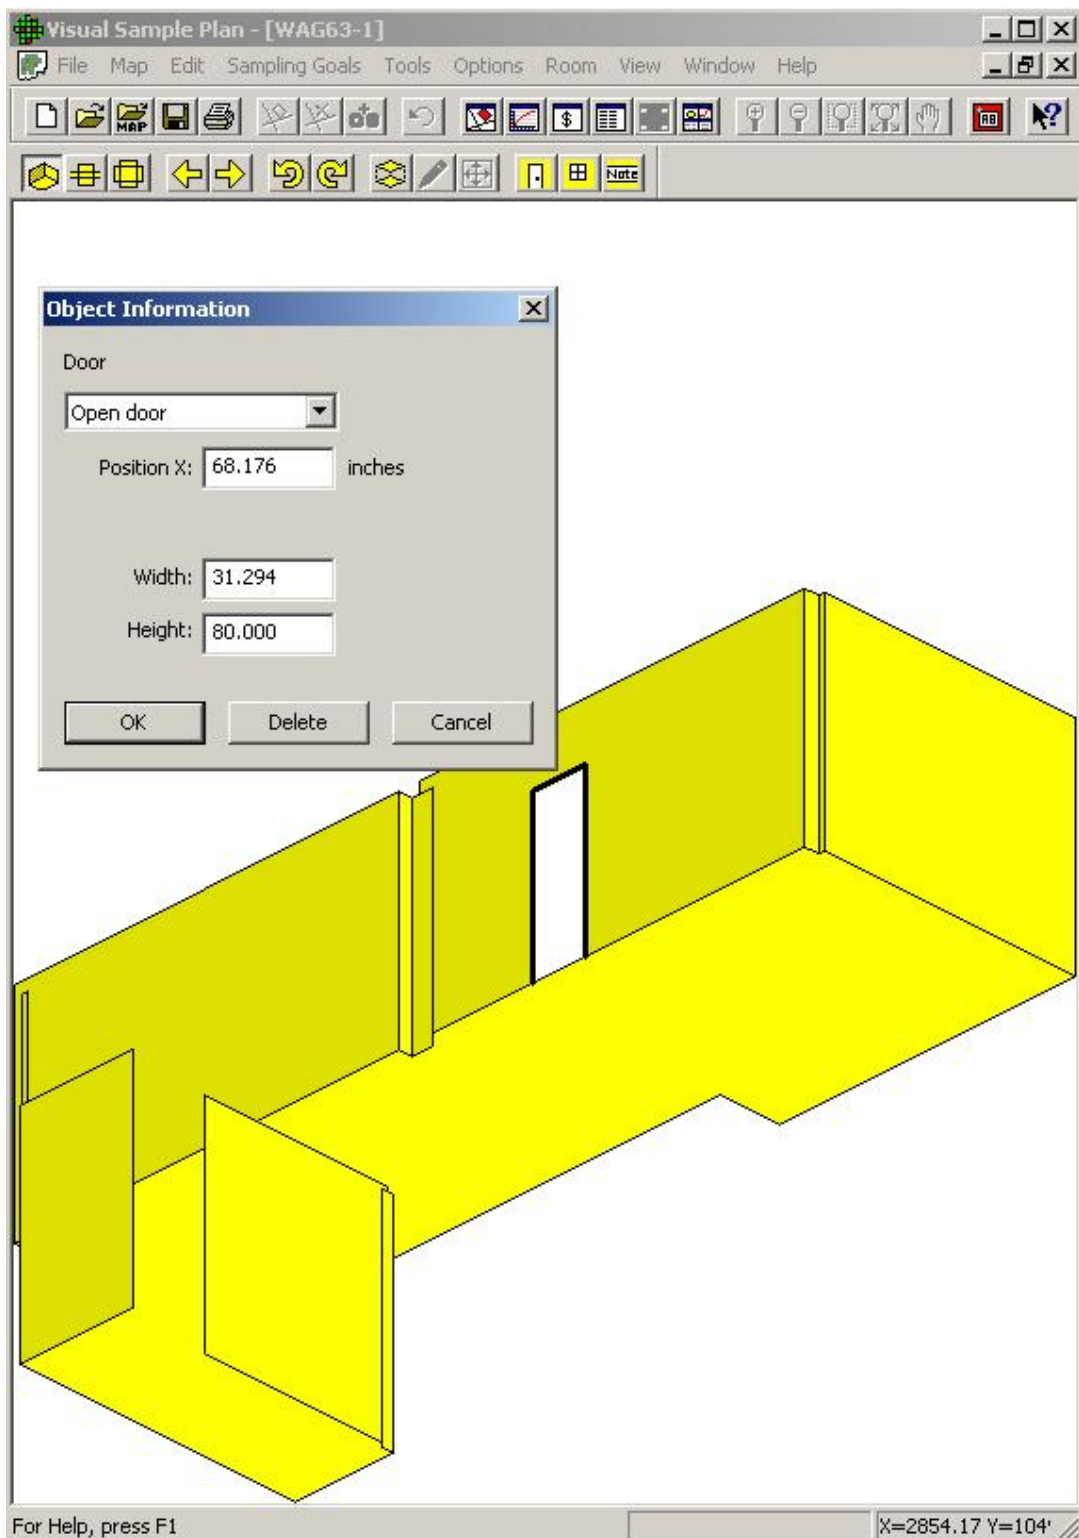 Visual Sample Plan - [WAG63-1]
File Map Edit Sampling Goals Tools Options Room View Window Help
MAP $ AB ?
Note
Object Information
Door
Open door
Position X: 68.176 inches
Width: 31.294
Height: 80.000
OK Delete Cancel
For Help, press F1 X=2854.17 Y=104'